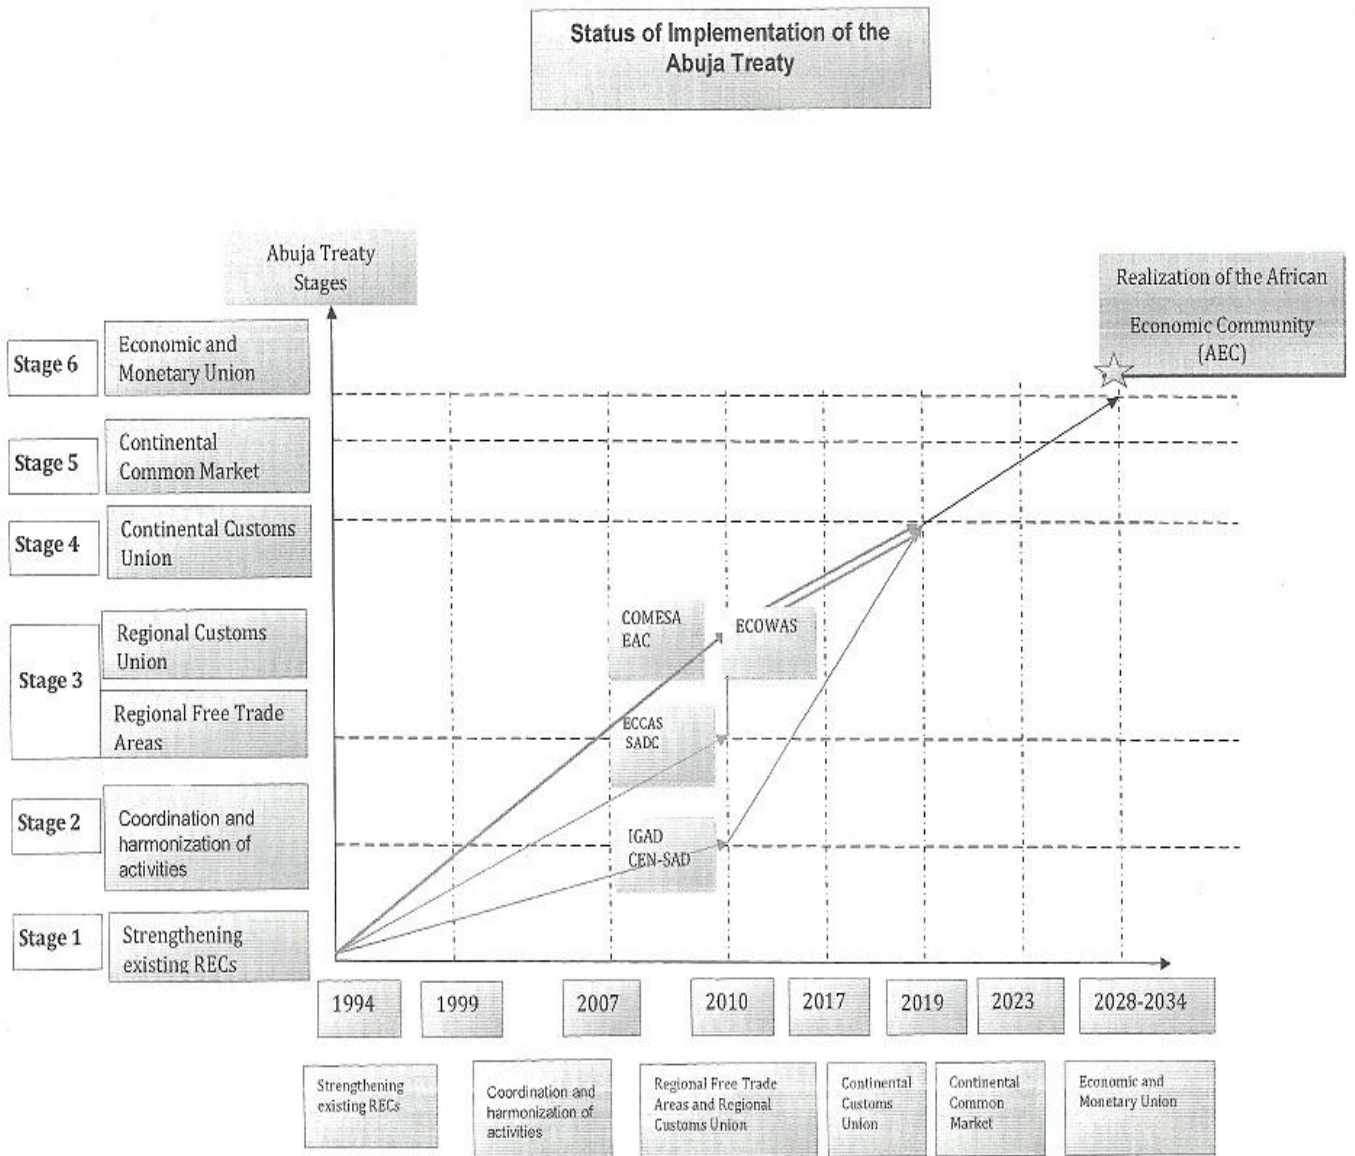 Status of Implementation of the
Abuja Treaty
Abuja Treaty
Stages
Realization of the African
Economic Community
(AEC)
Stage 6
Economic and
Monetary Union
Stage 5
Continental
Common Market
Stage 4
Continental Customs
Union
Stage 3
Regional Customs
Union
Regional Free Trade
Areas
COMESA
EAC
ECOWAS
ECCAS
SADC
Stage 2
Coordination and
harmonization of
activities
IGAD
CEN-SAD
Stage 1
Strengthening
existing RECs
1994
1999
2007
2010
2017
2019
2023
2028-2034
Strengthening
existing RECs
Coordination and
harmonization of
activities
Regional Free Trade
Areas and Regional
Customs Union
Continental
Customs
Union
Continental
Common
Market
Economic and
Monetary Union